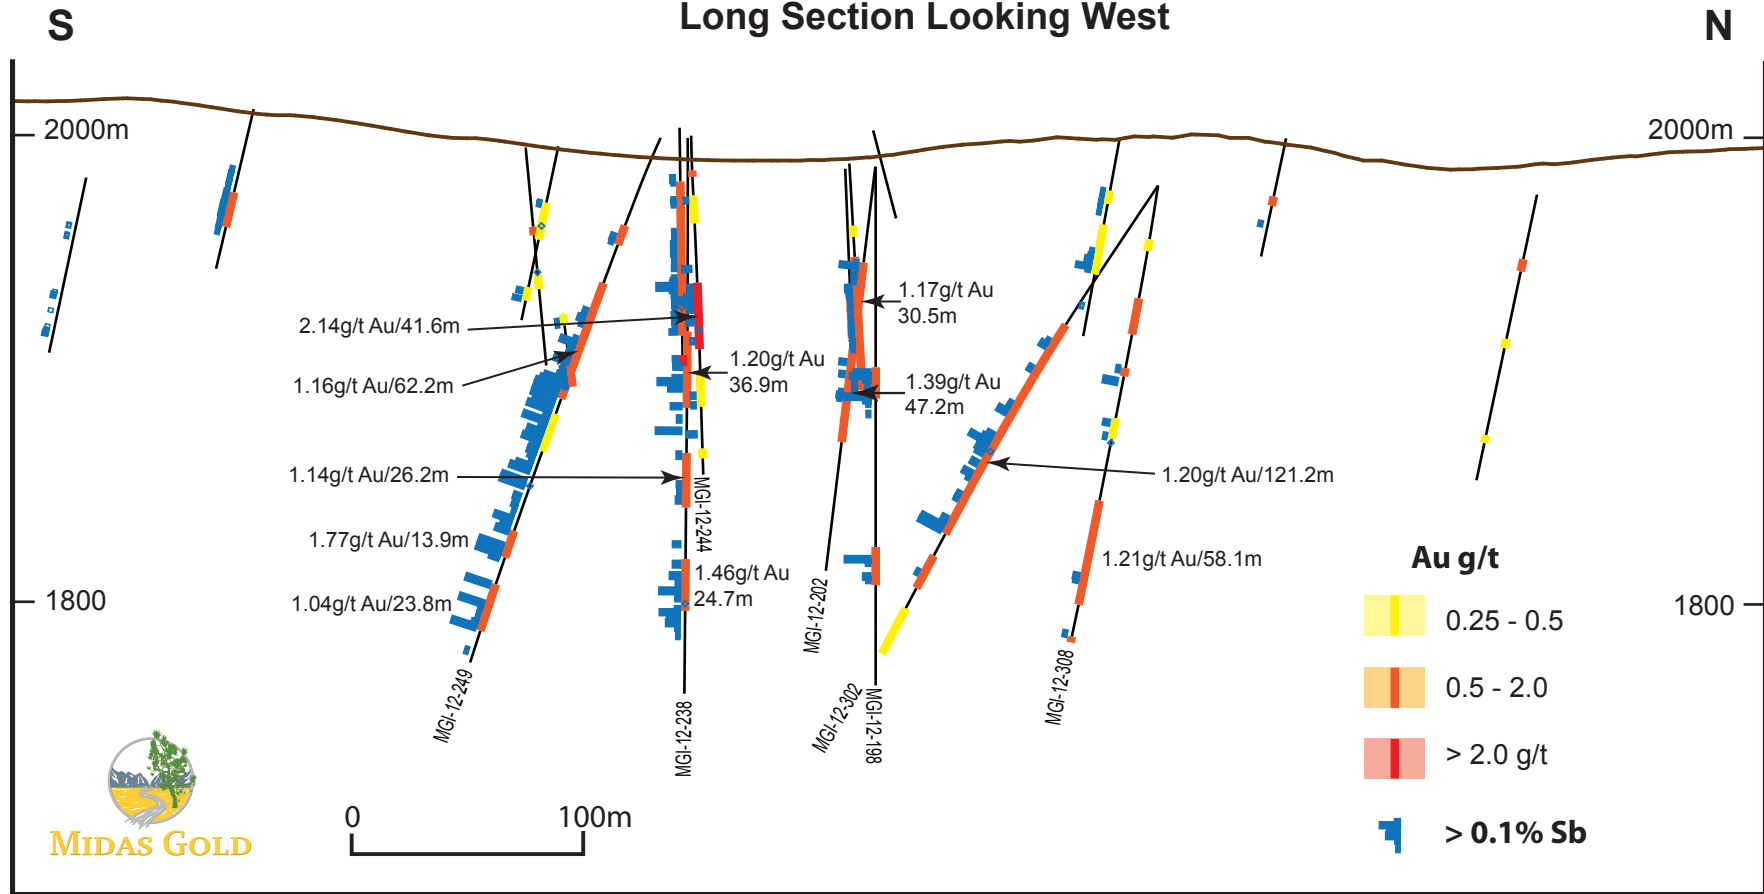 Long Section Looking West
S
N
2000m
2000m
2.14g/t Au/41.6m
1.16g/t Au/62.2m
1.14g/t Au/26.2m
1.77g/t Au/13.9m
1.04g/t Au/23.8m
1.20g/t Au
36.9m
1.46g/t Au
24.7m
1.17g/t Au
30.5m
1.39g/t Au
47.2m
1.20g/t Au/121.2m
1.21g/t Au/58.1m
1800
1800
MGI-12-249
MGI-12-238
MGI-12-244
MGI-12-202
MGI-12-302
MGI-12-198
MGI-12-308
Au g/t
0.25 - 0.5
0.5 - 2.0
> 2.0 g/t
> 0.1% Sb
0
100m
MIDAS GOLD